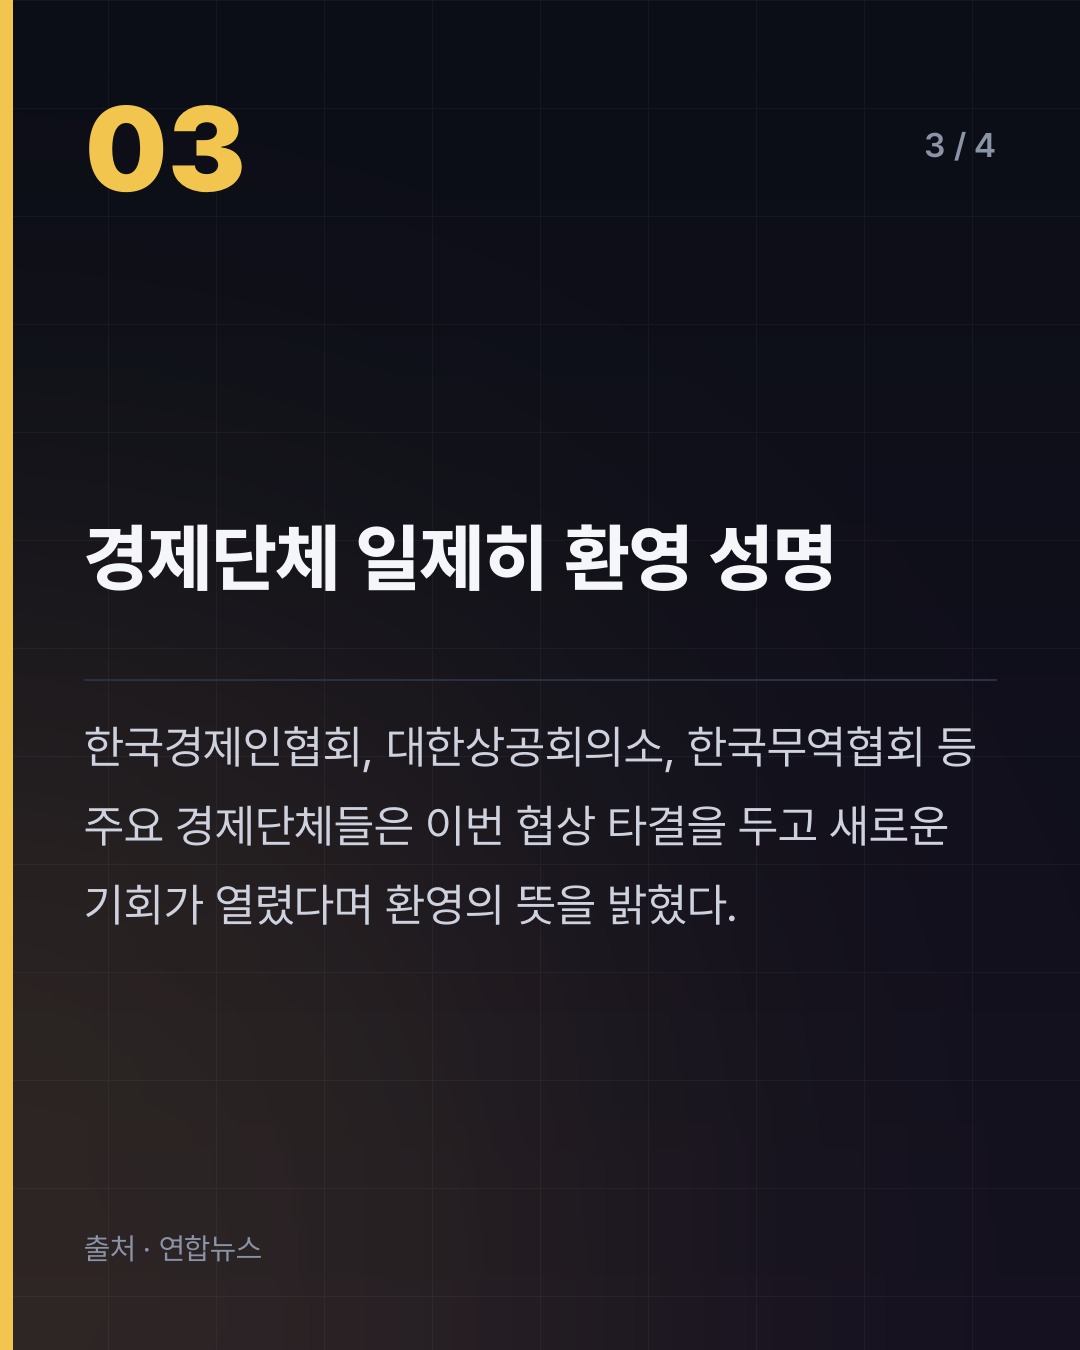 03
3 / 4
경제단체 일제히 환영 성명
한국경제인협회, 대한상공회의소, 한국무역협회 등
주요 경제단체들은 이번 협상 타결을 두고 새로운
기회가 열렸다며 환영의 뜻을 밝혔다.
출처 · 연합뉴스